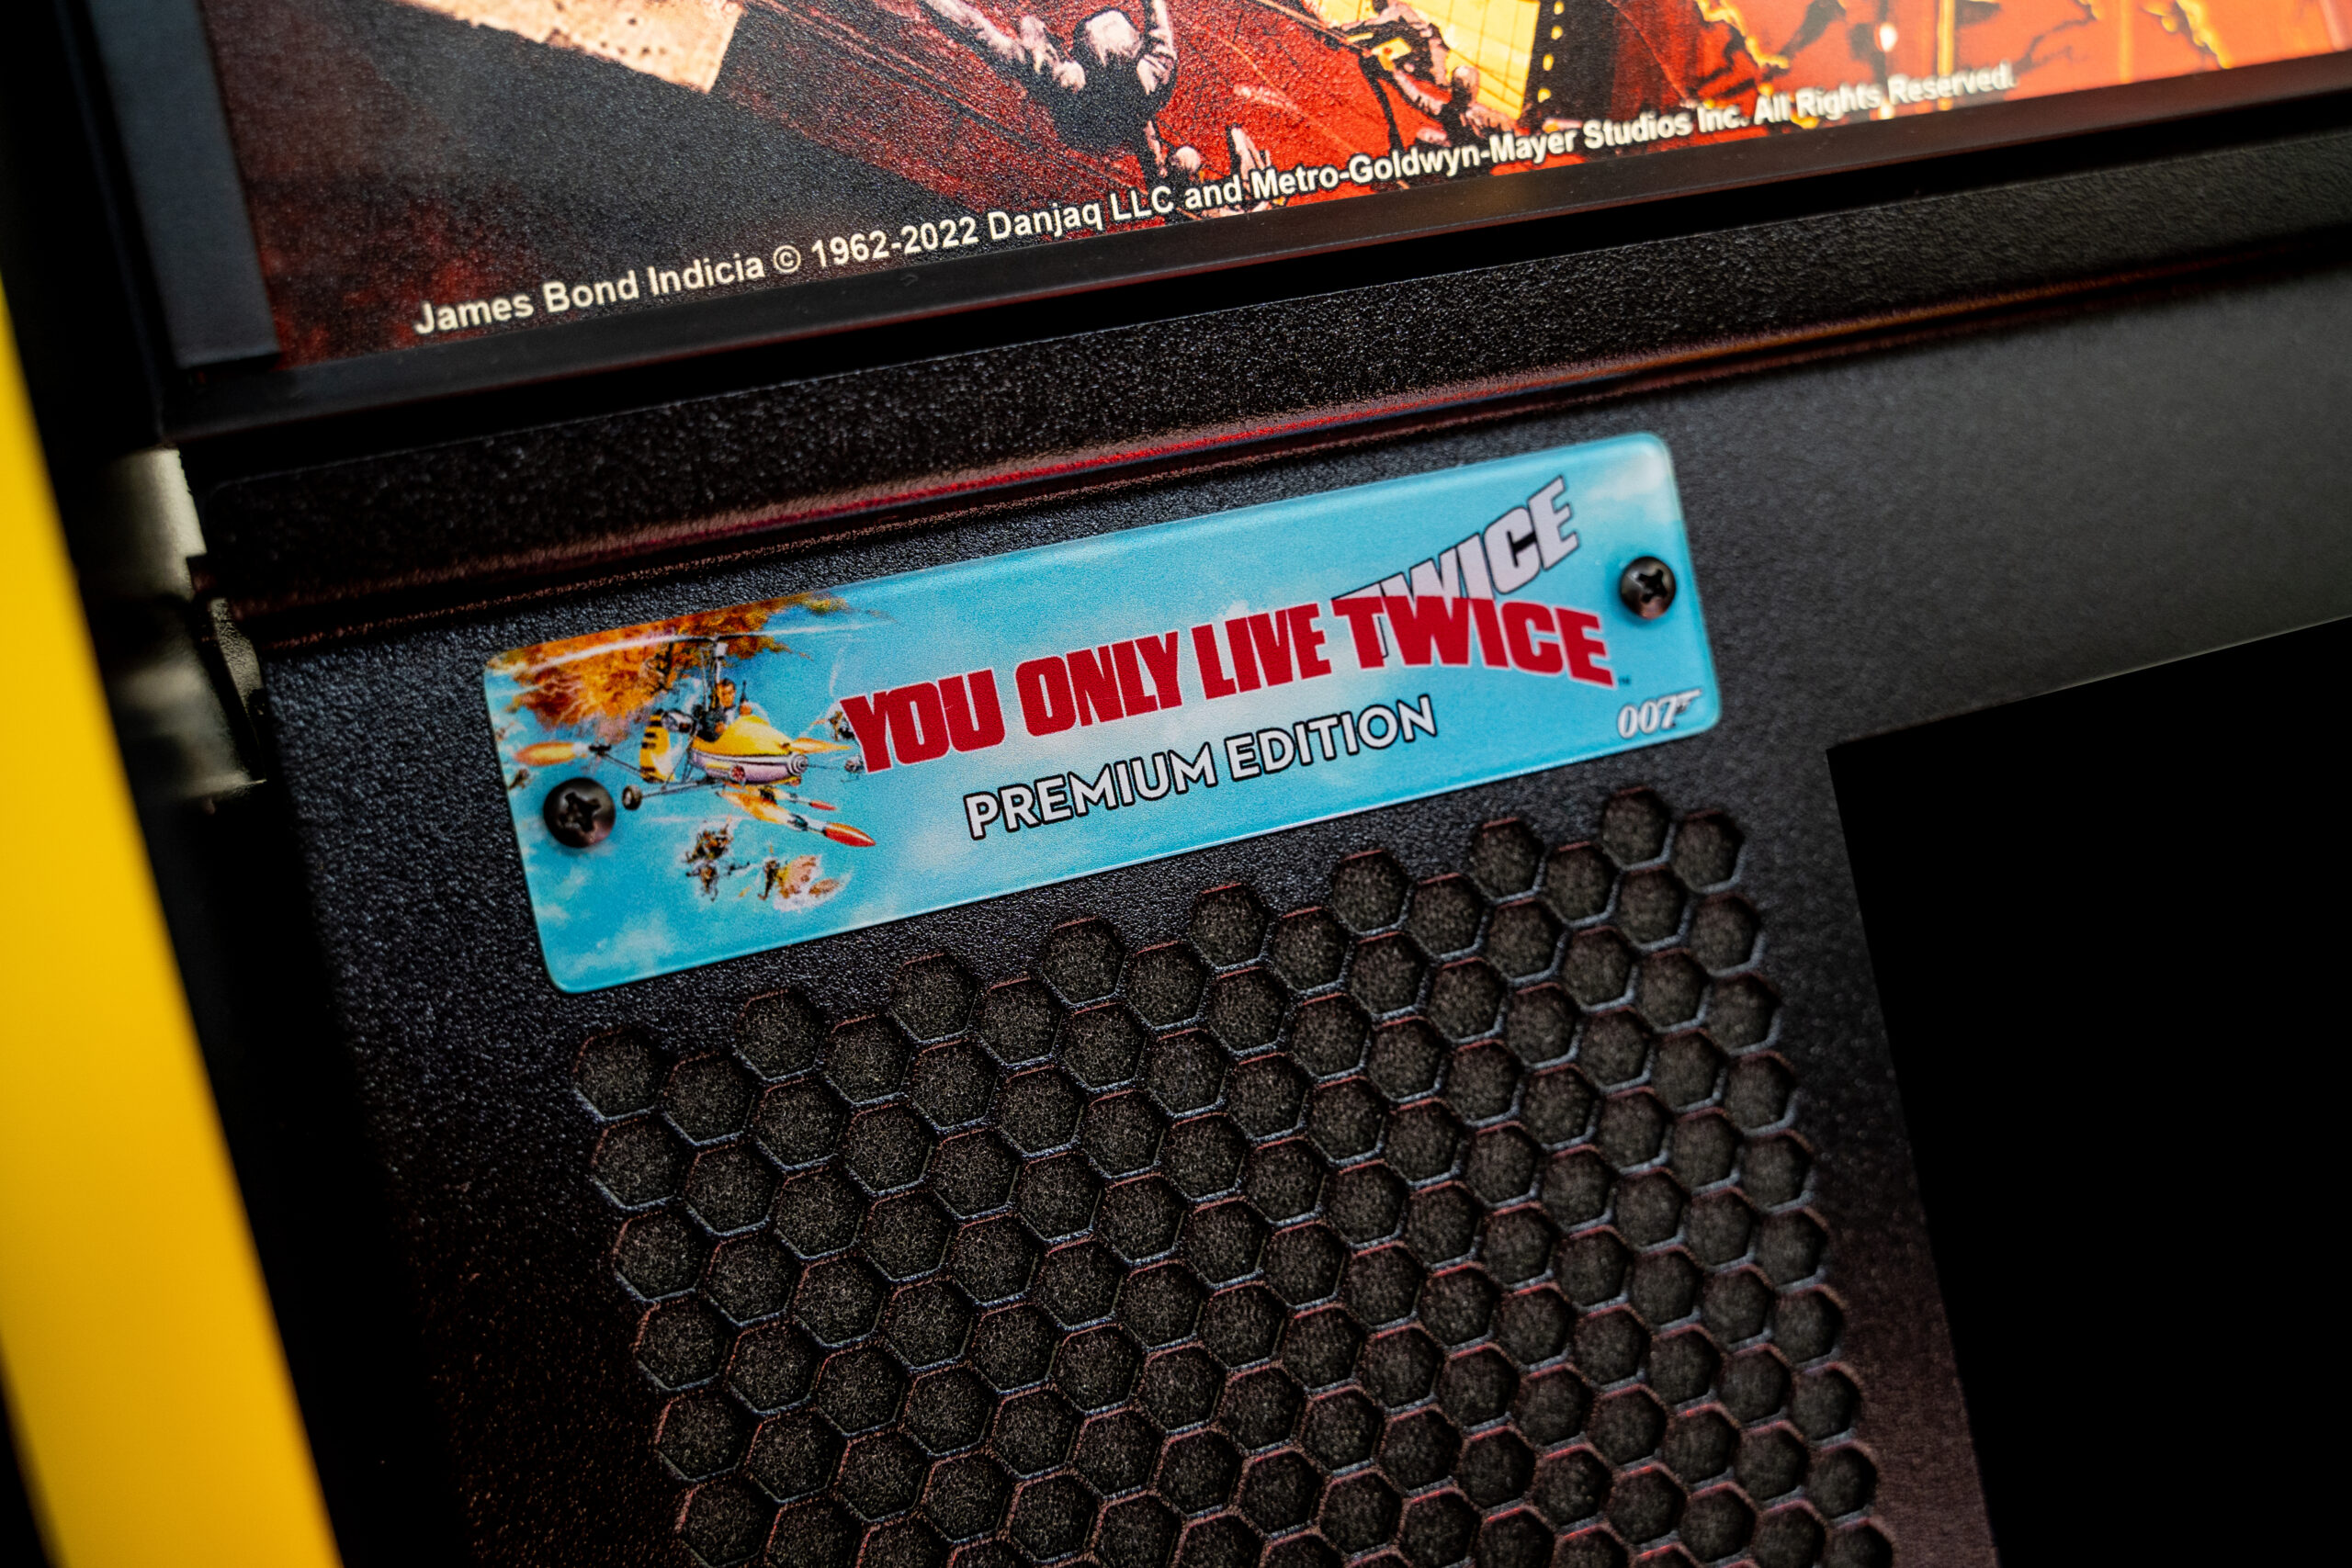 James Bond Indicia © 1962-2022 Danjaq LLC and Metro-Goldwyn-Mayer Studios Inc. All Rights Reserved.
TWICE
YOU ONLY LIVE TWICE™
PREMIUM EDITION
007